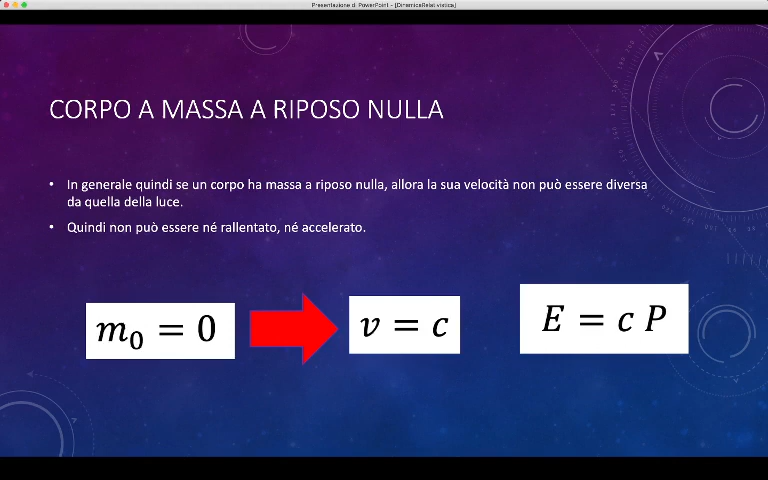 Presentazione di PowerPoint - [DinamicaRelativistica]
CORPO A MASSA A RIPOSO NULLA
• In generale quindi se un corpo ha massa a riposo nulla, allora la sua velocità non può essere diversa
da quella della luce.
• Quindi non può essere né rallentato, né accelerato.
m₀ = 0
v = c
E = c P